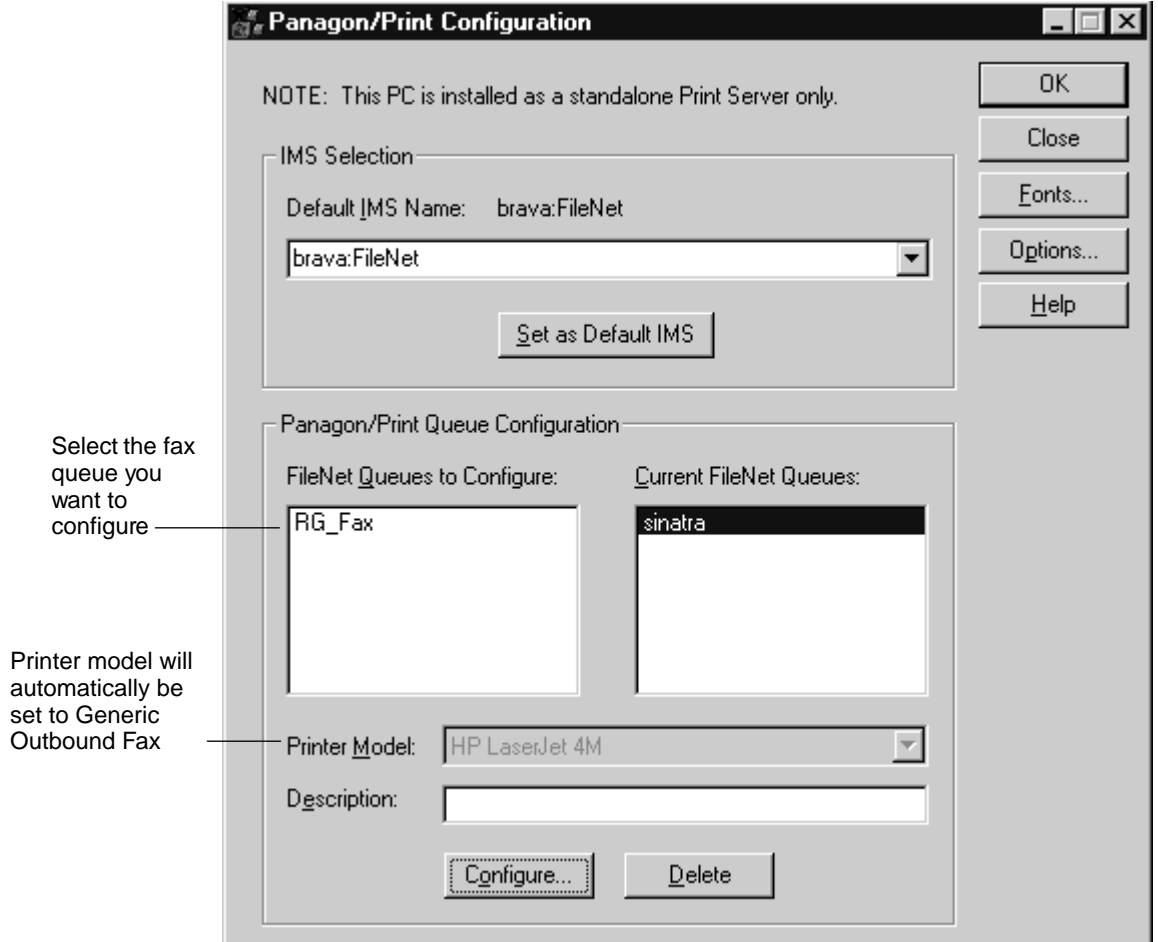 Panagon/Print Configuration
NOTE: This PC is installed as a standalone Print Server only.
OK
Close
Fonts...
Options...
Help
IMS Selection
Default IMS Name: brava:FileNet
brava:FileNet
Set as Default IMS
Panagon/Print Queue Configuration
Select the fax
queue you
want to
configure
FileNet Queues to Configure:
RG_Fax
Current FileNet Queues:
sinatra
Printer model will
automatically be
set to Generic
Outbound Fax
Printer Model: HP LaserJet 4M
Description:
Configure...
Delete